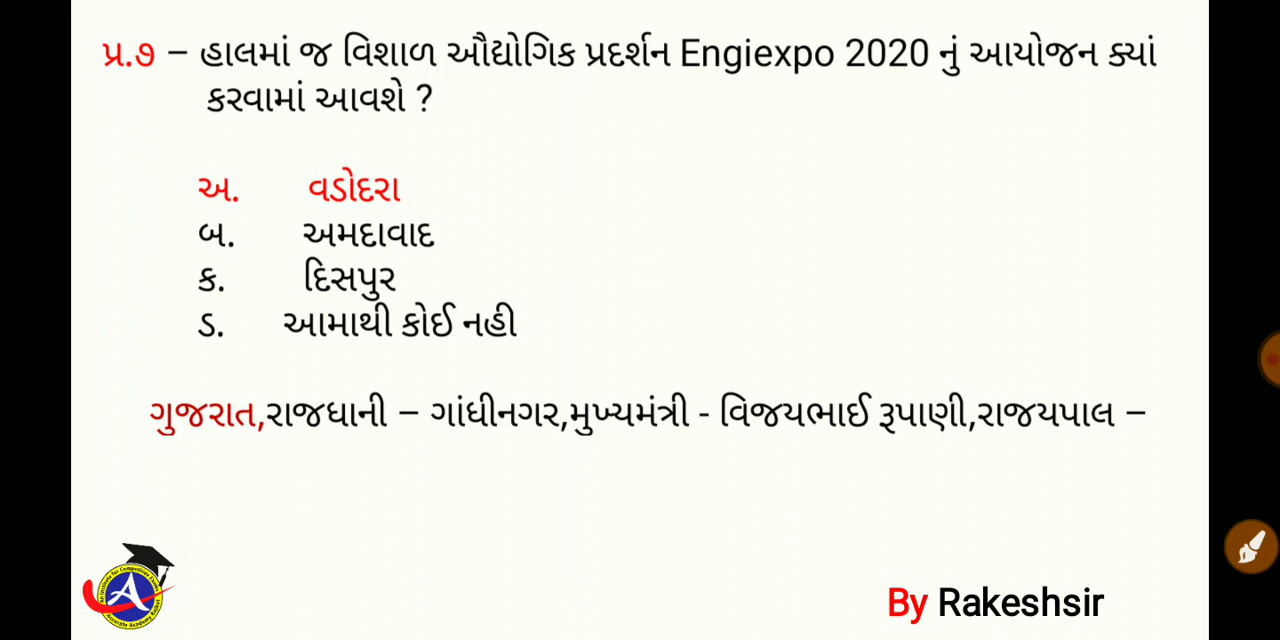 પ્ર.૭ – હાલમાં જ વિશાળ ઔદ્યોગિક પ્રદર્શન Engiexpo 2020 નું આયોજન ક્યાં
કરવામાં આવશે ?
અ. વડોદરા
બ. અમદાવાદ
ક. દિસપુર
ડ. આમાથી કોઈ નહી
ગુજરાત,રાજધાની – ગાંધીનગર,મુખ્યમંત્રી - વિજયભાઈ રૂપાણી,રાજયપાલ –
A
By Rakeshsir